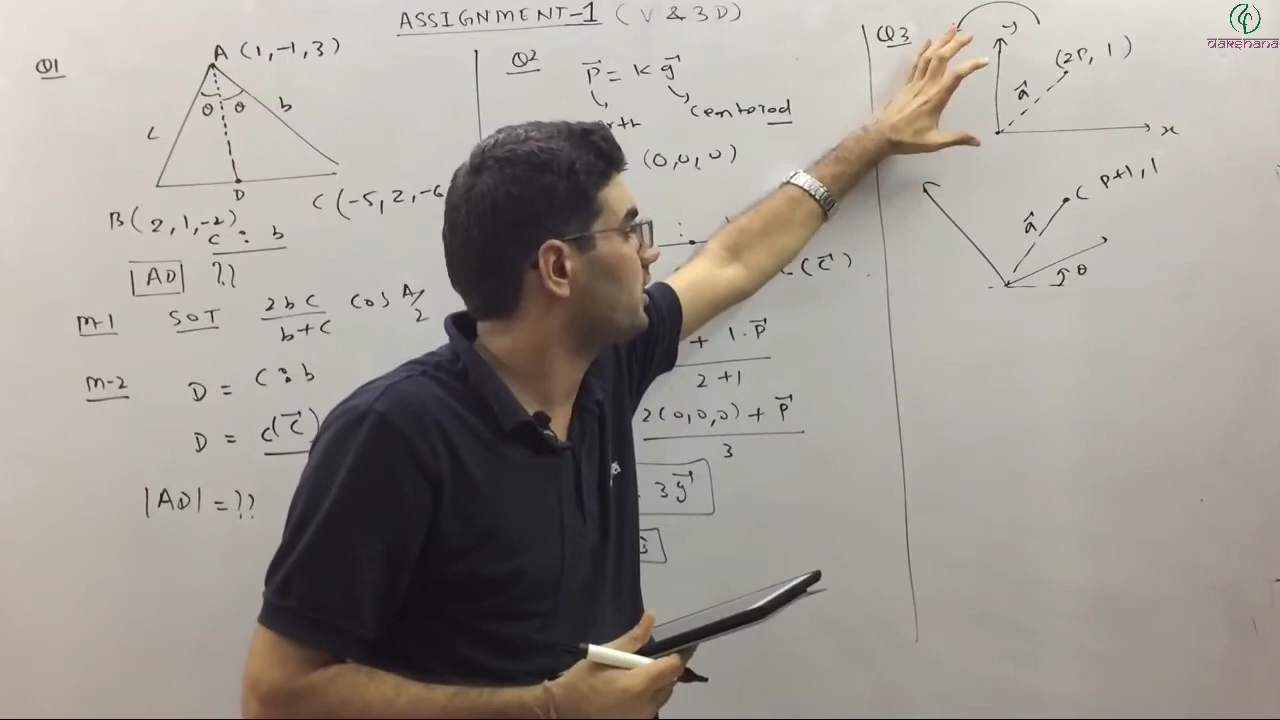 ASSIGNMENT-1 (V & 3D)
dakshana
Q1
A (1,-1,3)
θ θ
c
b
D
B(2,1,-2)
C (-5,2,-6
c : b
|AD| ??
M-1 SOT 2bc / b+c cos A/2
M-2 D = c : b
D = c(c⃗)
|AD| = ??
Q2
p⃗ = K g⃗
centered
(0,0,0)
(c⃗).
+ 1.p⃗
2+1
2(0,0,0) + p⃗
3
3g⃗
3
Q3
y
(2P, 1)
a⃗
x
C P+1, 1
a⃗
θ